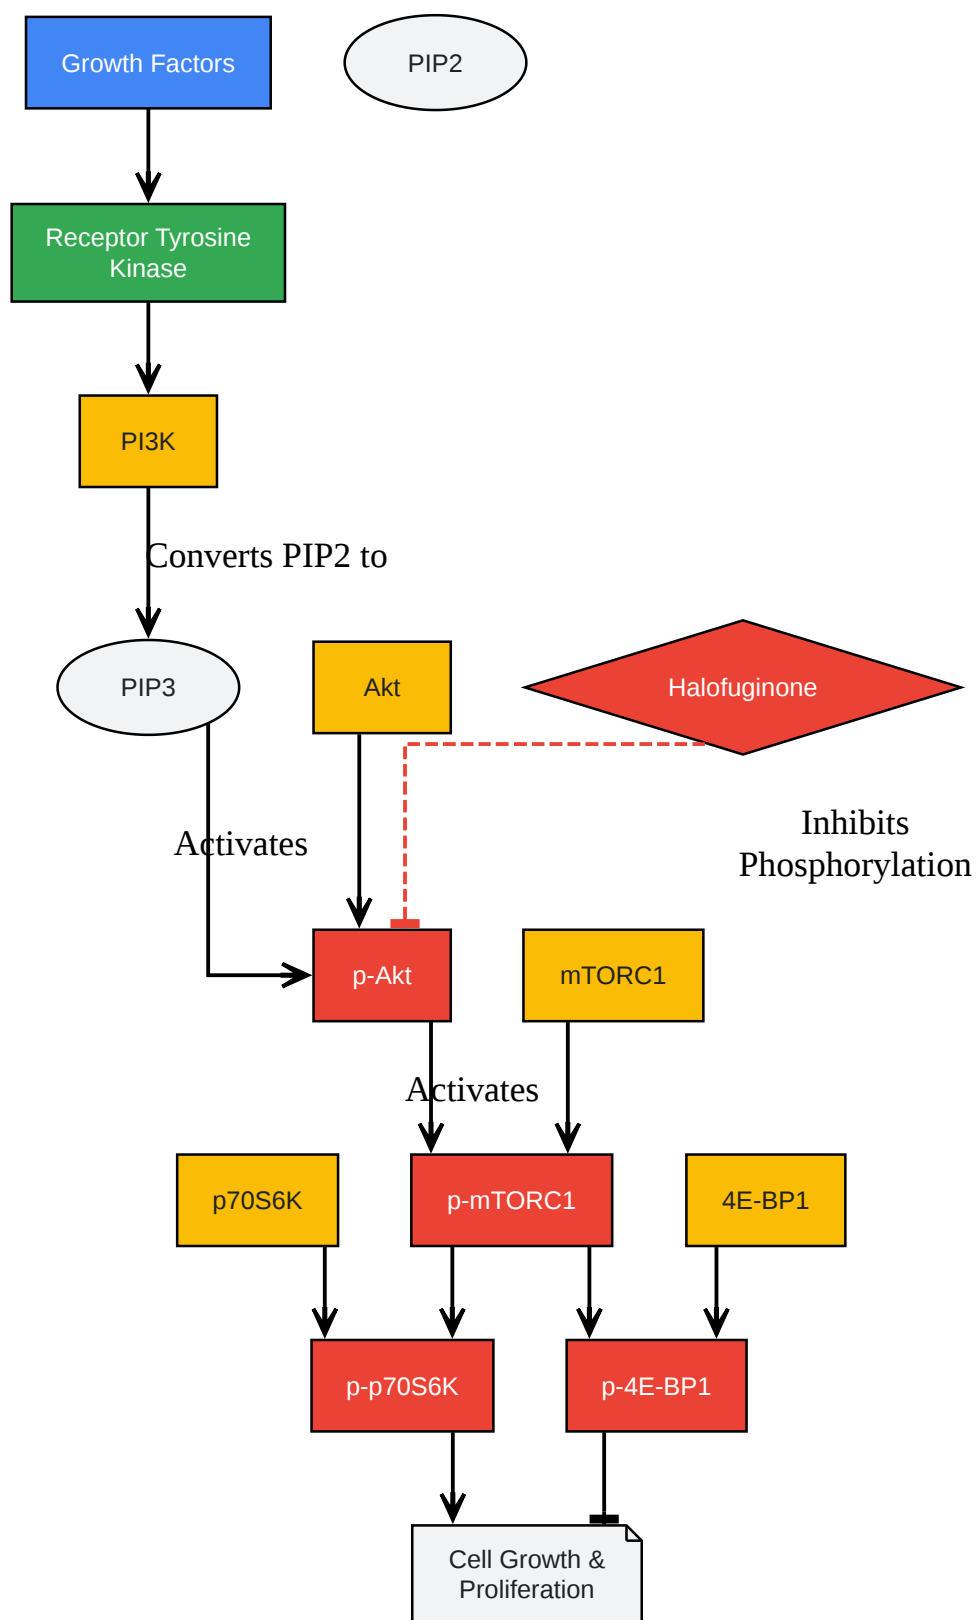 Growth Factors
PIP2
Receptor Tyrosine
Kinase
PI3K
Converts PIP2 to
PIP3
Akt
Halofuginone
Activates
Inhibits
Phosphorylation
p-Akt
mTORC1
Activates
p70S6K
p-mTORC1
4E-BP1
p-p70S6K
p-4E-BP1
Cell Growth &
Proliferation